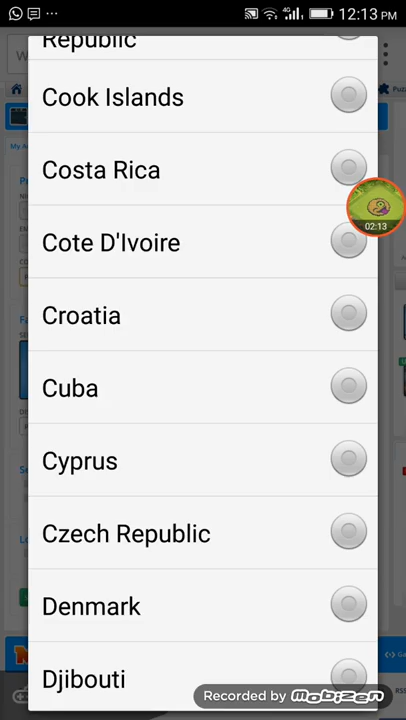 12:13 PM
Republic
Cook Islands
Costa Rica
02:13
Cote D'Ivoire
Croatia
Cuba
Cyprus
Czech Republic
Denmark
Djibouti
Recorded by Mobizen